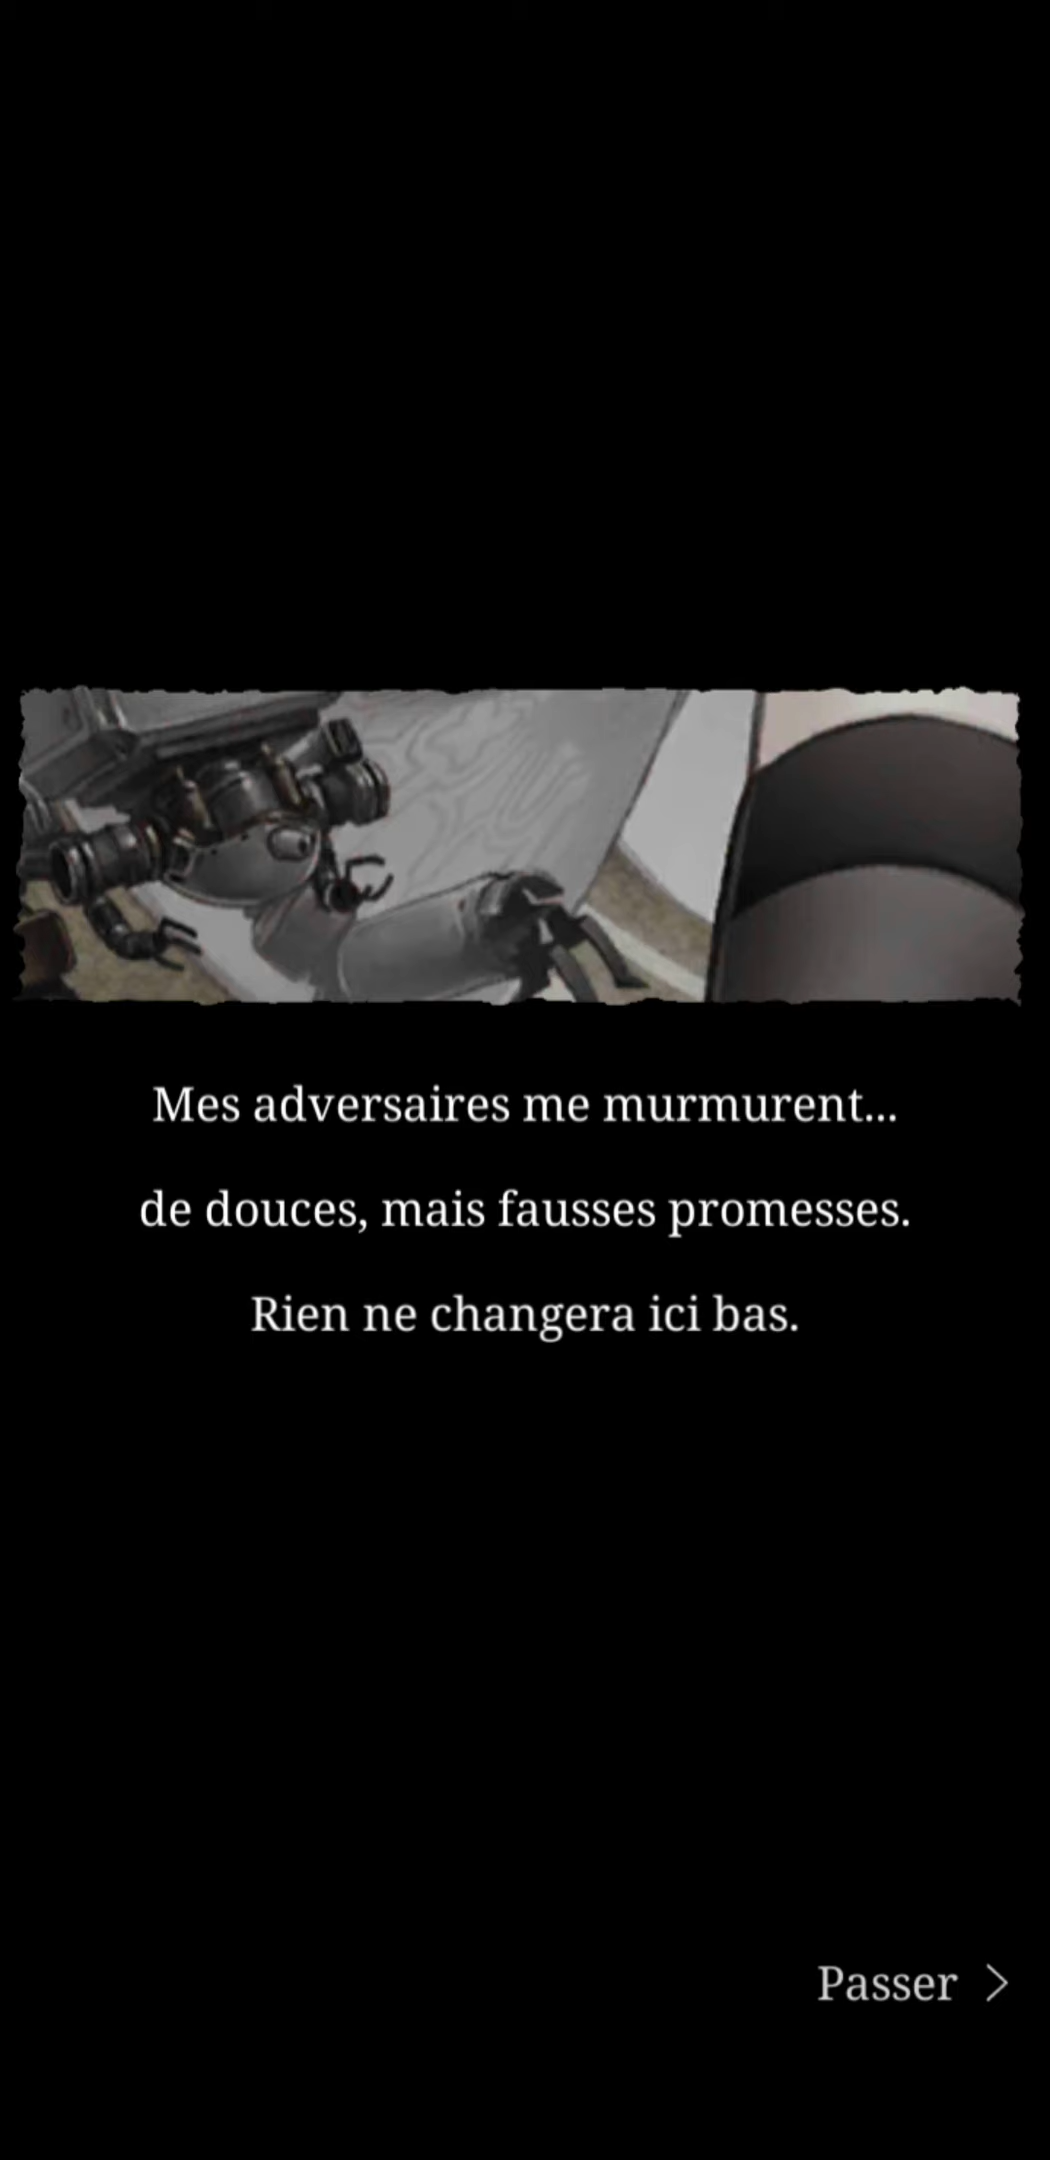 Mes adversaires me murmurent...
de douces, mais fausses promesses.
Rien ne changera ici bas.
Passer